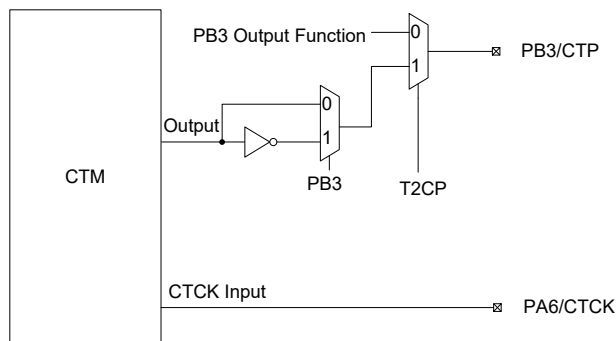 PB3 Output Function
0
1
PB3/CTP
Output
0
1
CTM
PB3
T2CP
CTCK Input
PA6/CTCK